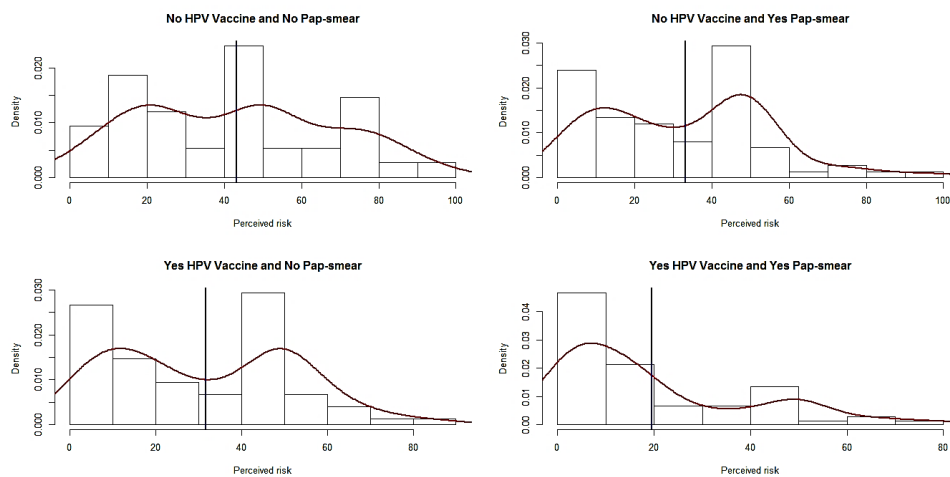 No HPV Vaccine and No Pap-smear
Density
0.000
0.010
0.020
0 20 40 60 80 100
Perceived risk
No HPV Vaccine and Yes Pap-smear
Density
0.000
0.010
0.020
0.030
0 20 40 60 80 100
Perceived risk
Yes HPV Vaccine and No Pap-smear
Density
0.000
0.010
0.020
0.030
0 20 40 60 80
Perceived risk
Yes HPV Vaccine and Yes Pap-smear
Density
0.00
0.01
0.02
0.03
0.04
0 20 40 60 80
Perceived risk